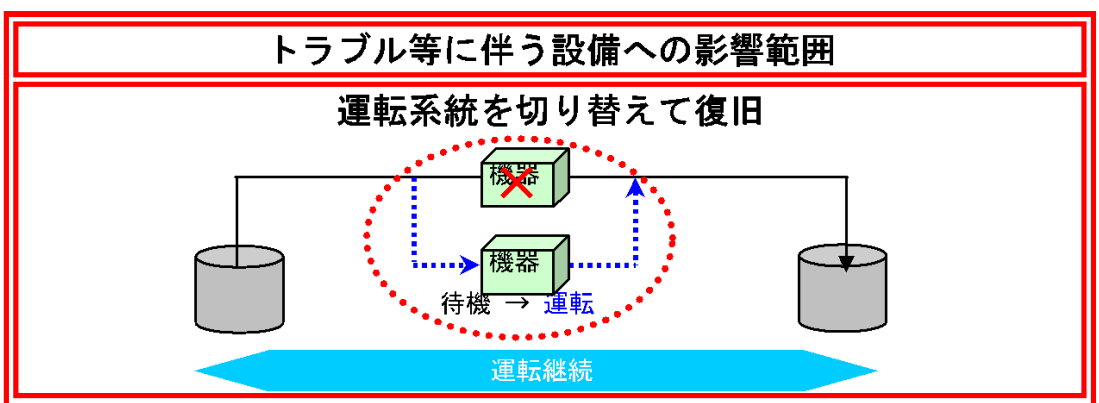 トラブル等に伴う設備への影響範囲
運転系統を切り替えて復旧
機器
機器
待機 → 運転
運転継続